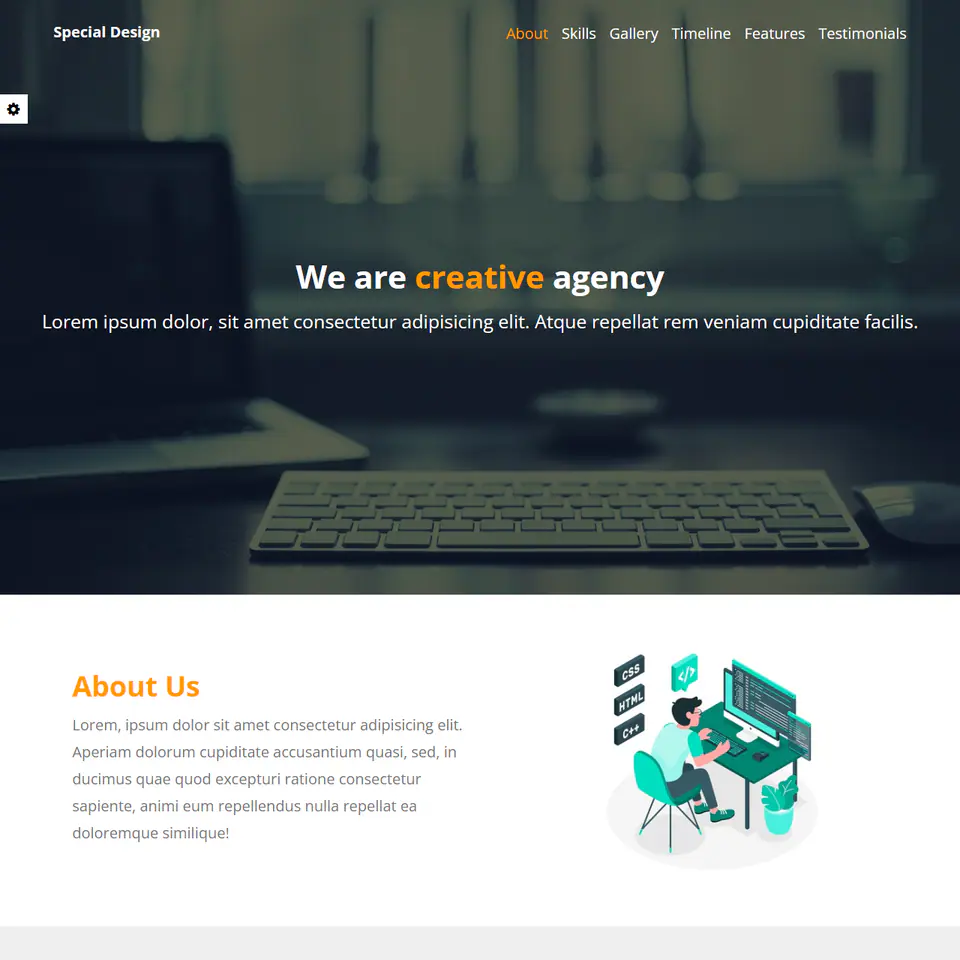 Special Design
About Skills Gallery Timeline Features Testimonials
We are creative agency
Lorem ipsum dolor, sit amet consectetur adipisicing elit. Atque repellat rem veniam cupiditate facilis.
About Us
Lorem, ipsum dolor sit amet consectetur adipisicing elit.
Aperiam dolorum cupiditate accusantium quasi, sed, in
ducimus quae quod excepturi ratione consectetur
sapiente, animi eum repellendus nulla repellat ea
doloremque similique!
CSS
</>
HTML
C++